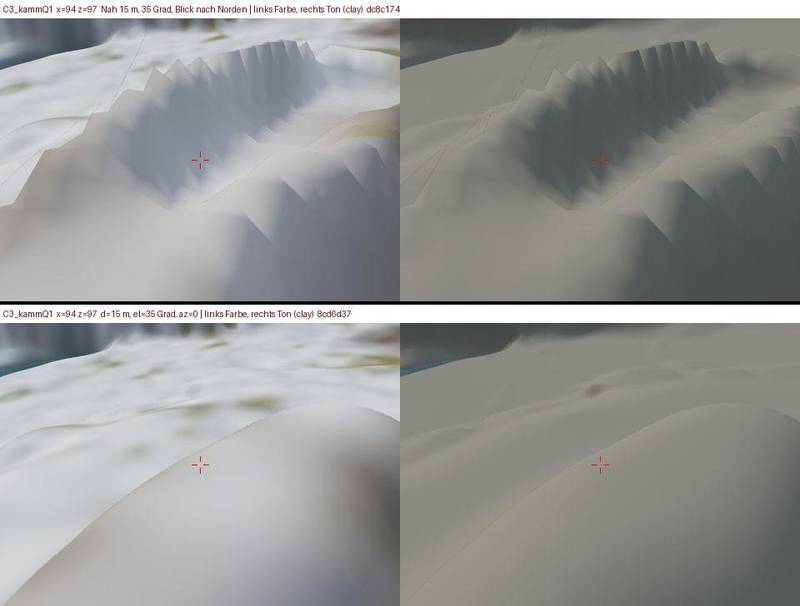 C3_kammQ1 x=94 z=97 Nah 15 m, 35 Grad, Blick nach Norden | links Farbe, rechts Ton (clay) dc8c174
C3_kammQ1 x=94 z=97 d=15 m, el=35 Grad, az=0 | links Farbe, rechts Ton (clay) 8cd6d37